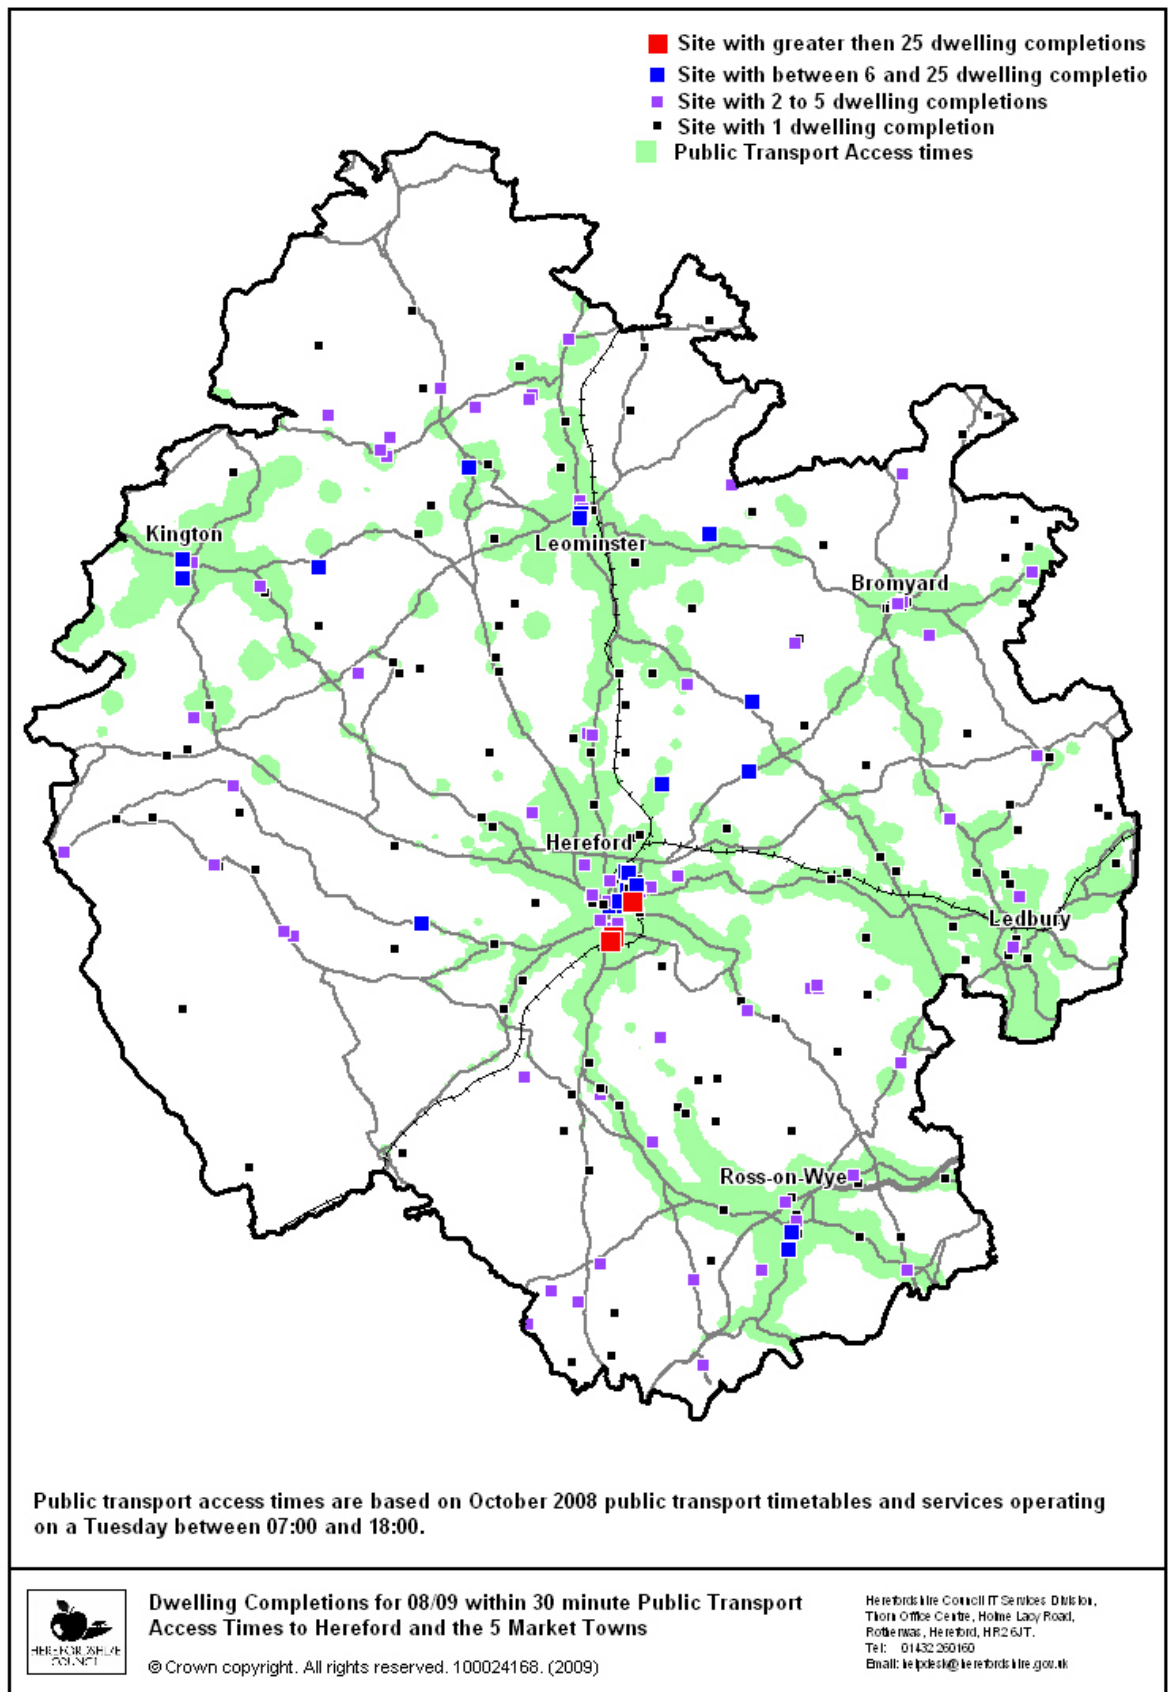 Site with greater then 25 dwelling completions
Site with between 6 and 25 dwelling completio
Site with 2 to 5 dwelling completions
Site with 1 dwelling completion
Public Transport Access times
Kington
Leominster
Bromyard
Hereford
Ledbury
Ross-on-Wye
Public transport access times are based on October 2008 public transport timetables and services operating
on a Tuesday between 07:00 and 18:00.
HEREFORDSHIRE
COUNCIL
Dwelling Completions for 08/09 within 30 minute Public Transport
Access Times to Hereford and the 5 Market Towns
© Crown copyright. All rights reserved. 100024168. (2009)
Herefordshire Council IT Services Division,
Thorn Office Centre, Holme Lacy Road,
Rotherwas, Hereford, HR2 6JT.
Tel: 01432 260160
Email: helpdesk@herefordshire.gov.uk